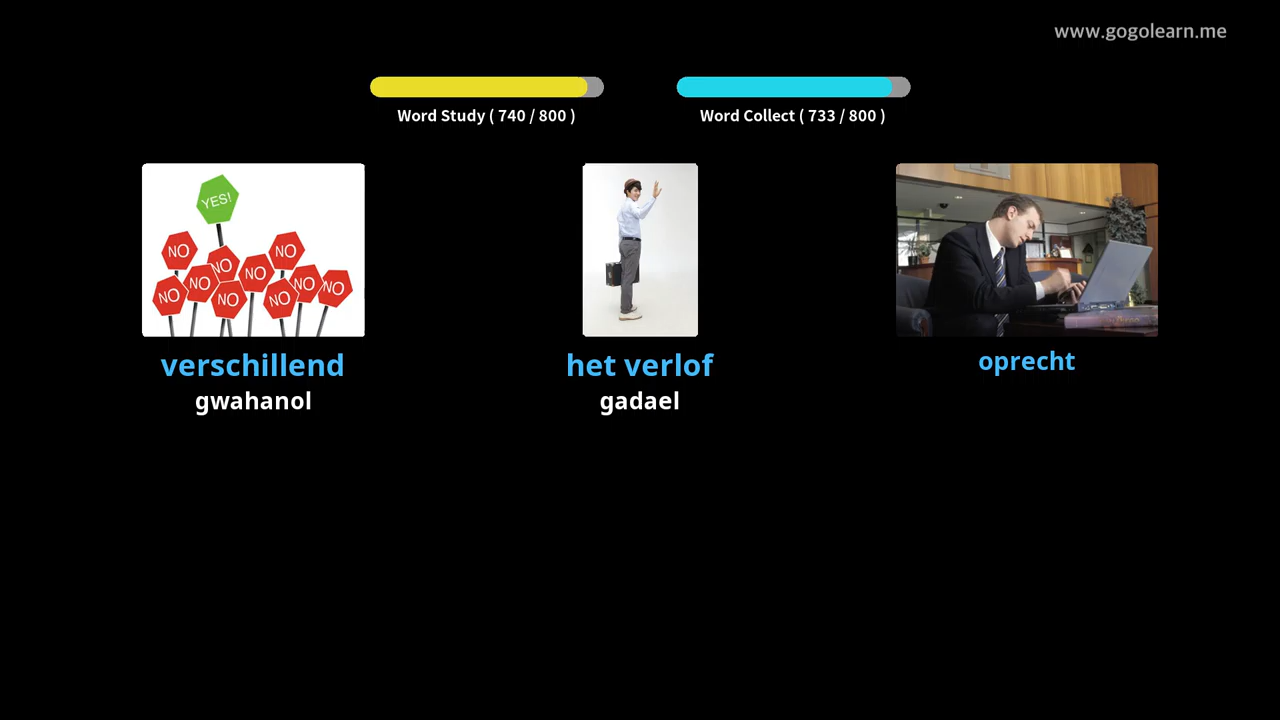 www.gogolearn.me
Word Study ( 740 / 800 )
Word Collect ( 733 / 800 )
YES!
NO
NO
NO
NO
NO
NO
NO
NO
NO
verschillend
gwahanol
het verlof
gadael
oprecht